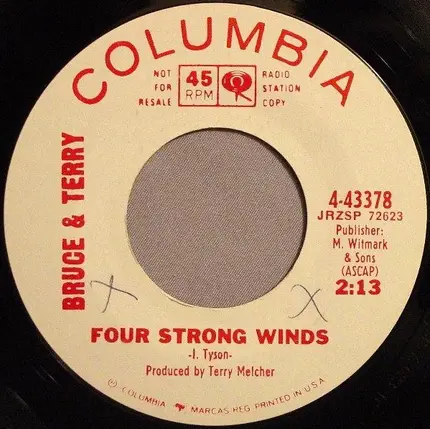 COLUMBIA
NOT FOR RESALE
45 RPM
RADIO STATION COPY
BRUCE & TERRY
4-43378
JRZSP 72623
Publisher:
M. Witmark
& Sons
(ASCAP)
2:13
FOUR STRONG WINDS
-I. Tyson-
Produced by Terry Melcher
© COLUMBIA MARCAS REG. PRINTED IN U.S.A.